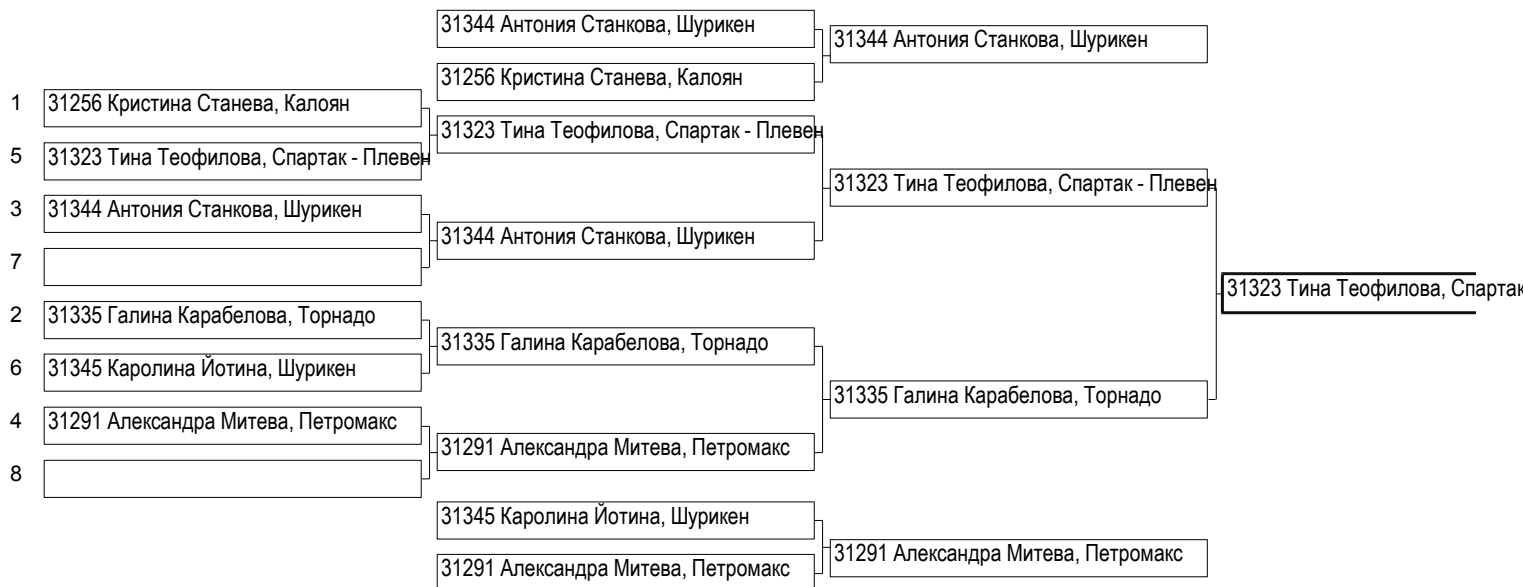 31344 Антония Станкова, Шурикен
31344 Антония Станкова, Шурикен
31256 Кристина Станева, Калоян
1 31256 Кристина Станева, Калоян
31323 Тина Теофилова, Спартак - Плевен
5 31323 Тина Теофилова, Спартак - Плевен
31323 Тина Теофилова, Спартак - Плевен
3 31344 Антония Станкова, Шурикен
31344 Антония Станкова, Шурикен
7
31323 Тина Теофилова, Спартак
2 31335 Галина Карабелова, Торнадо
31335 Галина Карабелова, Торнадо
6 31345 Каролина Йотина, Шурикен
31335 Галина Карабелова, Торнадо
4 31291 Александра Митева, Петромакс
31291 Александра Митева, Петромакс
8
31345 Каролина Йотина, Шурикен
31291 Александра Митева, Петромакс
31291 Александра Митева, Петромакс